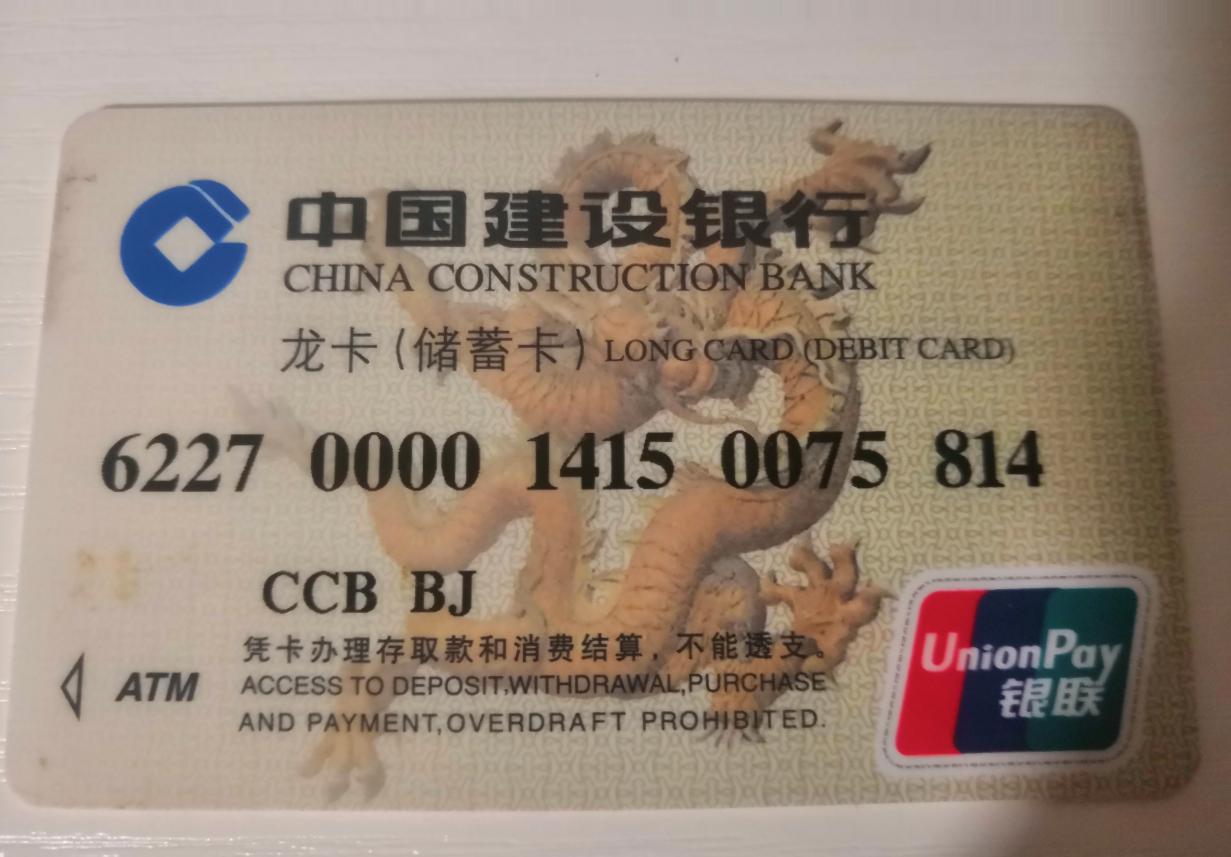 中国建设银行
CHINA CONSTRUCTION BANK
龙卡(储蓄卡) LONG CARD (DEBIT CARD)
6227 0000 1415 0075 814
CCB BJ
凭卡办理存取款和消费结算，不能透支。
ATM ACCESS TO DEPOSIT,WITHDRAWAL,PURCHASE
AND PAYMENT,OVERDRAFT PROHIBITED.
UnionPay
银联